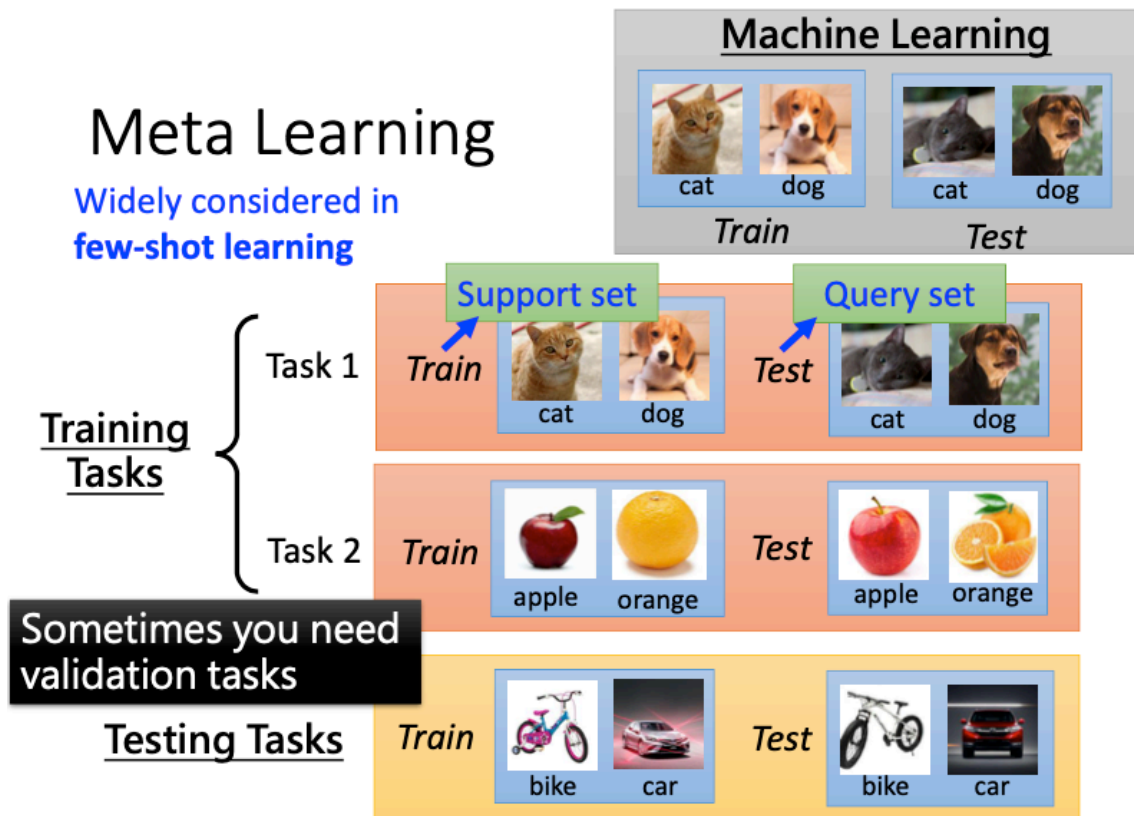 Machine Learning
cat dog cat dog
Train Test
Meta Learning
Widely considered in
few-shot learning
Support set Query set
Training
Tasks
Task 1 Train Test
cat dog cat dog
Task 2 Train Test
apple orange apple orange
Sometimes you need
validation tasks
Testing Tasks Train Test
bike car bike car